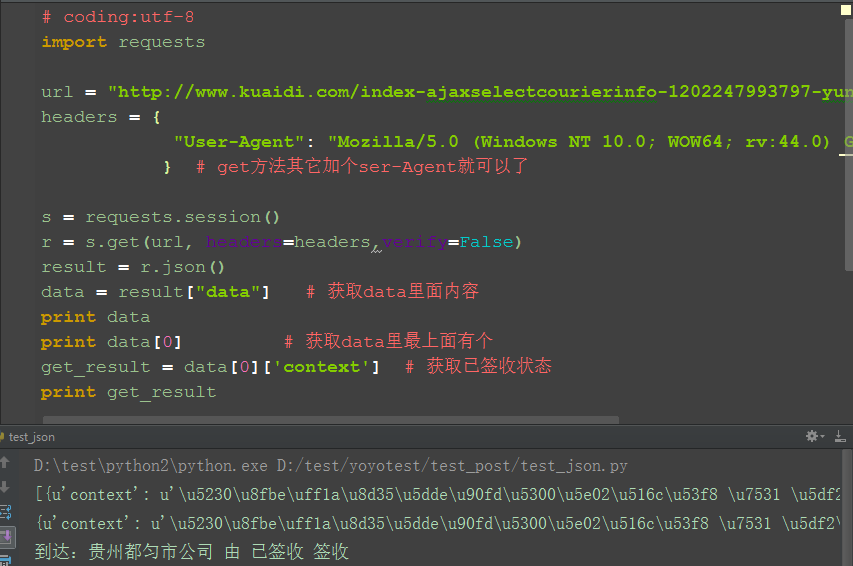 # coding:utf-8
import requests
url = "http://www.kuaidi.com/index-ajaxselectcourierinfo-1202247993797-yun
headers = {
"User-Agent": "Mozilla/5.0 (Windows NT 10.0; WOW64; rv:44.0) G
} # get方法其它加个ser-Agent就可以了
s = requests.session()
r = s.get(url, headers=headers,verify=False)
result = r.json()
data = result["data"] # 获取data里面内容
print data
print data[0] # 获取data里最上面有个
get_result = data[0]['context'] # 获取已签收状态
print get_result
test_json
D:\test\python2\python.exe D:/test/yoyotest/test_post/test_json.py
[{u'context': u'\u5230\u8fbe\uff1a\u8d35\u5dde\u90fd\u5300\u5e02\u516c\u53f8 \u7531 \u5df2
{u'context': u'\u5230\u8fbe\uff1a\u8d35\u5dde\u90fd\u5300\u5e02\u516c\u53f8 \u7531 \u5df2\
到达：贵州都匀市公司 由 已签收 签收